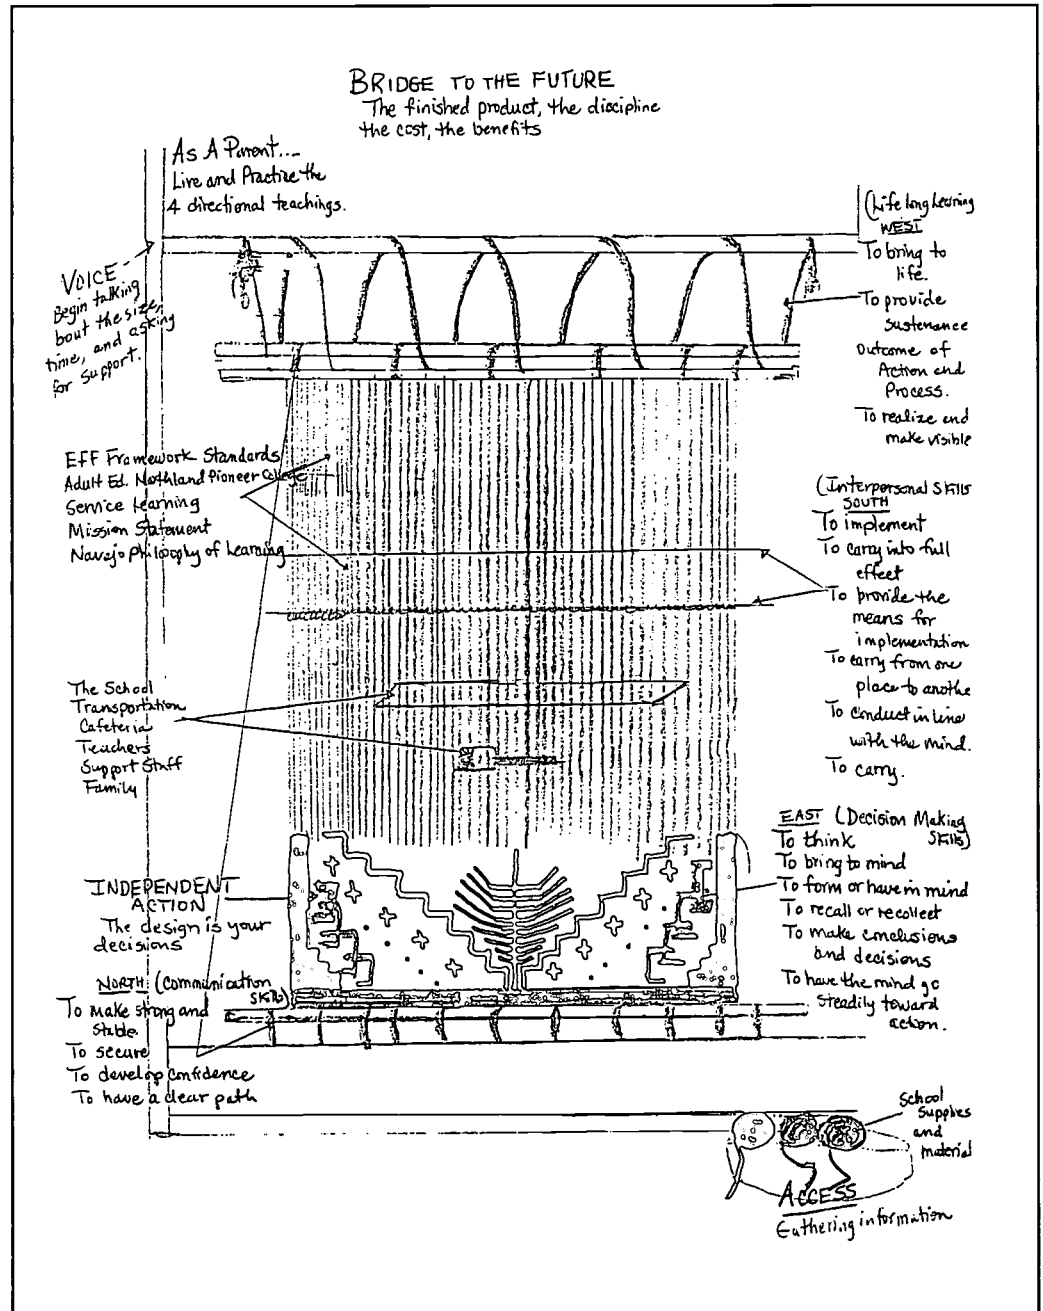 BRIDGE TO THE FUTURE
The finished product, the discipline
the cost, the benefits
As A Parent....
Live and Practice the
4 directional teachings.
VOICE
Begin talking
bout the size,
time, and asking
for support.
(Life long Learning
WEST
To bring to
life.
To provide
sustenance
Outcome of
Action and
Process.
To realize and
make visible
EFF Framework Standards
Adult Ed. Northland Pioneer College
Service Learning
Mission Statement
Navajo Philosophy of Learning
(Interpersonal Skills
SOUTH
To implement
To carry into full
effect
To provide the
means for
implementation
To carry from one
place to anothe
To conduct in line
with the mind.
To carry.
The School
Transportation
Cafeteria
Teachers
Support Staff
Family
EAST (Decision Making
Skills)
To think
To bring to mind
To form or have in mind
To recall or recollect
To make conclusions
and decisions
To have the mind go
steadily toward
action.
INDEPENDENT
ACTION
The design is your
decisions
NORTH (Communication
Skills)
To make strong and
stable
To secure
To develop confidence
To have a clear path
School
Supplies
and
material
ACCESS
Gathering information